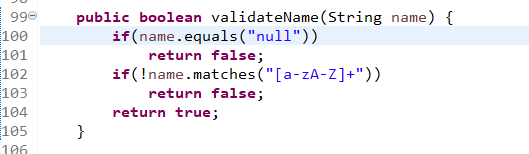 99 public boolean validateName(String name) {
100 if(name.equals("null"))
101 return false;
102 if(!name.matches("[a-zA-Z]+"))
103 return false;
104 return true;
105 }